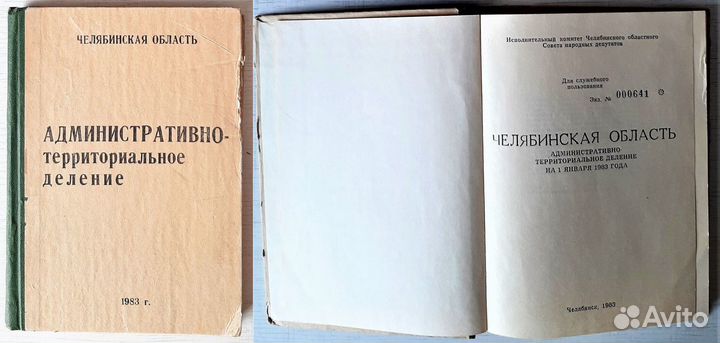 ЧЕЛЯБИНСКАЯ ОБЛАСТЬ
АДМИНИСТРАТИВНО-
территориальное
деление
1983 г.
Исполнительный комитет Челябинского областного
Совета народных депутатов
Для служебного
пользования
Экз. № 000641
ЧЕЛЯБИНСКАЯ ОБЛАСТЬ
АДМИНИСТРАТИВНО
ТЕРРИТОРИАЛЬНОЕ ДЕЛЕНИЕ
НА 1 ЯНВАРЯ 1983 ГОДА
Челябинск, 1983
Avito